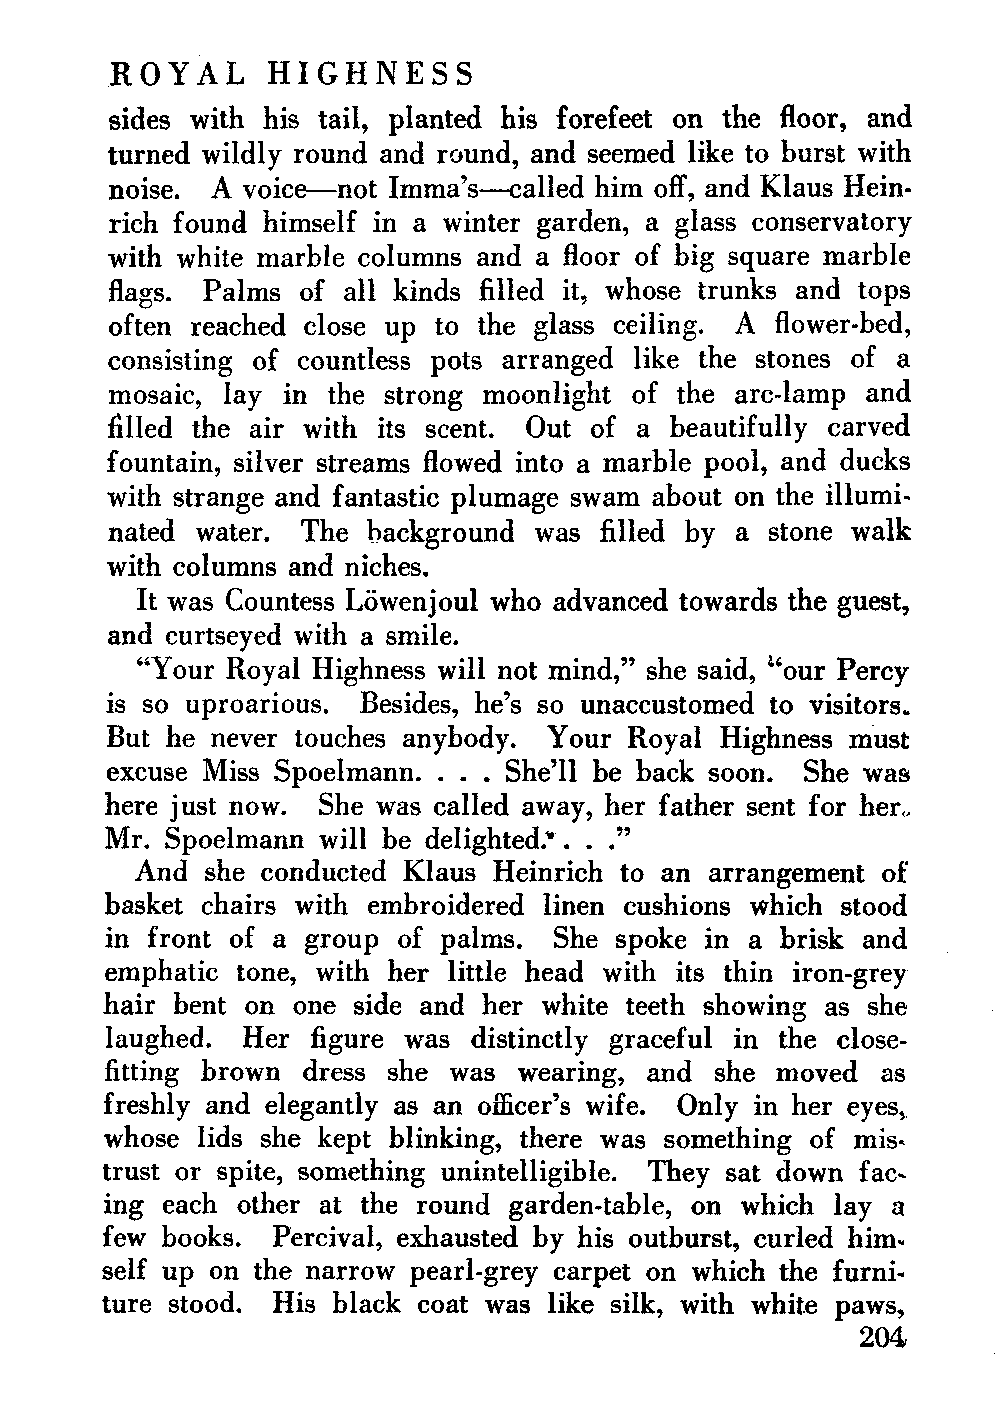 ROYAL HIGHNESS
sides with his tail, planted his forefeet on the floor, and
turned wildly round and round, and seemed like to burst with
noise. A voice—not Imma's—called him off, and Klaus Hein-
rich found himself in a winter garden, a glass conservatory
with white marble columns and a floor of big square marble
flags. Palms of all kinds filled it, whose trunks and tops
often reached close up to the glass ceiling. A flower-bed,
consisting of countless pots arranged like the stones of a
mosaic, lay in the strong moonlight of the arc-lamp and
filled the air with its scent. Out of a beautifully carved
fountain, silver streams flowed into a marble pool, and ducks
with strange and fantastic plumage swam about on the illumi-
nated water. The background was filled by a stone walk
with columns and niches.
It was Countess Löwenjoul who advanced towards the guest,
and curtseyed with a smile.
"Your Royal Highness will not mind," she said, "our Percy
is so uproarious. Besides, he's so unaccustomed to visitors.
But he never touches anybody. Your Royal Highness must
excuse Miss Spoelmann. . . . She'll be back soon. She was
here just now. She was called away, her father sent for her.
Mr. Spoelmann will be delighted. . . ."
And she conducted Klaus Heinrich to an arrangement of
basket chairs with embroidered linen cushions which stood
in front of a group of palms. She spoke in a brisk and
emphatic tone, with her little head with its thin iron-grey
hair bent on one side and her white teeth showing as she
laughed. Her figure was distinctly graceful in the close-
fitting brown dress she was wearing, and she moved as
freshly and elegantly as an officer's wife. Only in her eyes,
whose lids she kept blinking, there was something of mis-
trust or spite, something unintelligible. They sat down fac-
ing each other at the round garden-table, on which lay a
few books. Percival, exhausted by his outburst, curled him-
self up on the narrow pearl-grey carpet on which the furni-
ture stood. His black coat was like silk, with white paws,
204